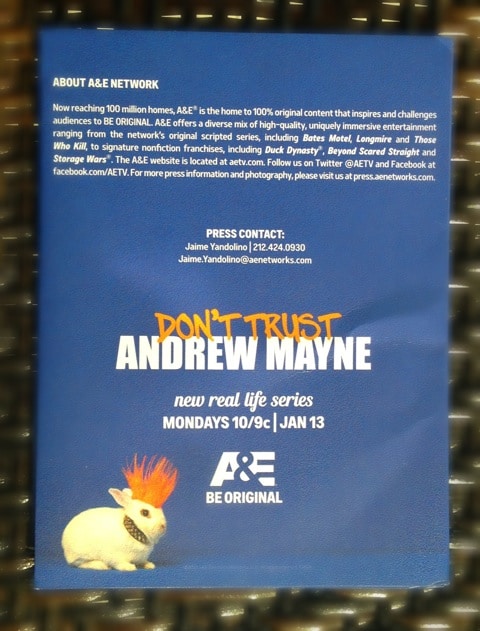 ABOUT A&E NETWORK
Now reaching 100 million homes, A&E® is the home to 100% original content that inspires and challenges
audiences to BE ORIGINAL. A&E offers a diverse mix of high-quality, uniquely immersive entertainment
ranging from the network's original scripted series, including Bates Motel, Longmire and Those
Who Kill, to signature nonfiction franchises, including Duck Dynasty®, Beyond Scared Straight and
Storage Wars®. The A&E website is located at aetv.com. Follow us on Twitter @AETV and Facebook at
facebook.com/AETV. For more press information and photography, please visit us at press.aenetworks.com.
PRESS CONTACT:
Jaime Yandolino | 212.424.0930
Jaime.Yandolino@aenetworks.com
DON'T TRUST
ANDREW MAYNE
new real life series
MONDAYS 10/9c | JAN 13
A&E
BE ORIGINAL